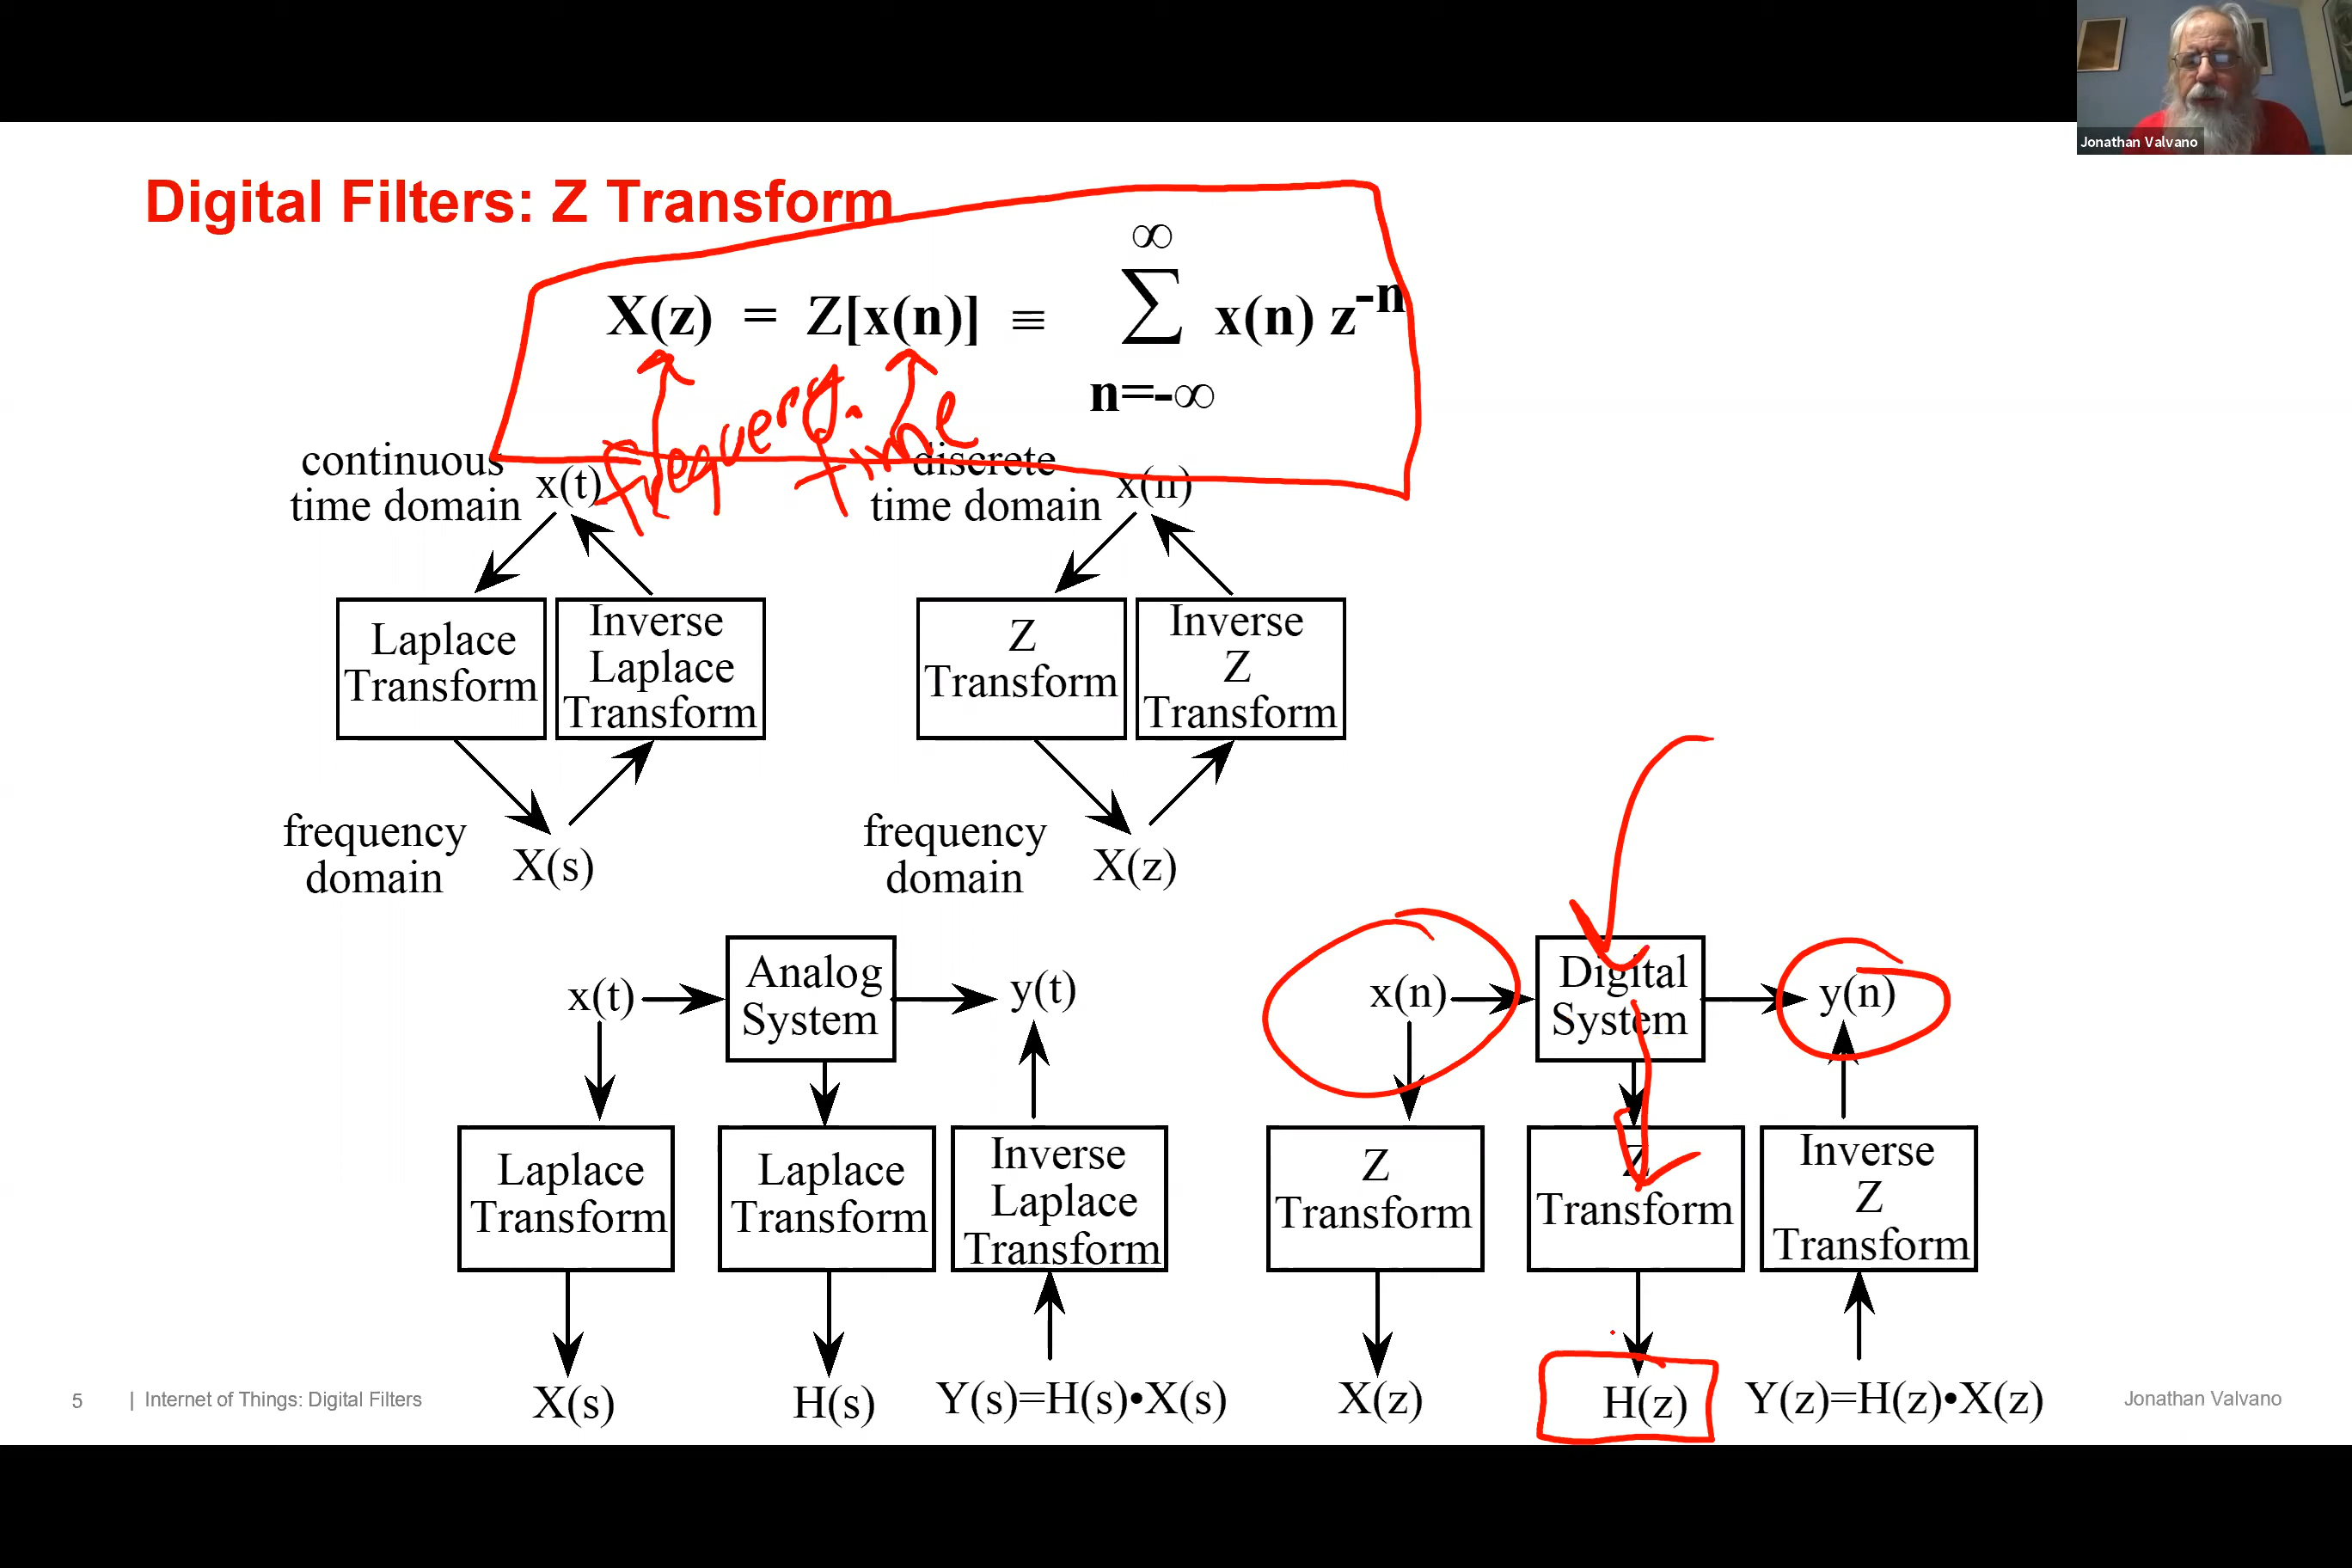 Jonathan Valvano
Digital Filters: Z Transform
∞
X(z) = Z[x(n)] ≡ ∑ x(n) z^-n
n=-∞
frequency.
time
continuous
time domain x(t)
discrete
time domain x(n)
Laplace
Transform
Inverse
Laplace
Transform
Z
Transform
Inverse
Z
Transform
frequency
domain X(s)
frequency
domain X(z)
x(t)
Analog
System
y(t)
x(n)
Digital
System
y(n)
Laplace
Transform
Laplace
Transform
Inverse
Laplace
Transform
Z
Transform
Z
Transform
Inverse
Z
Transform
X(s)
H(s)
Y(s)=H(s)•X(s)
X(z)
H(z)
Y(z)=H(z)•X(z)
5 | Internet of Things: Digital Filters
Jonathan Valvano